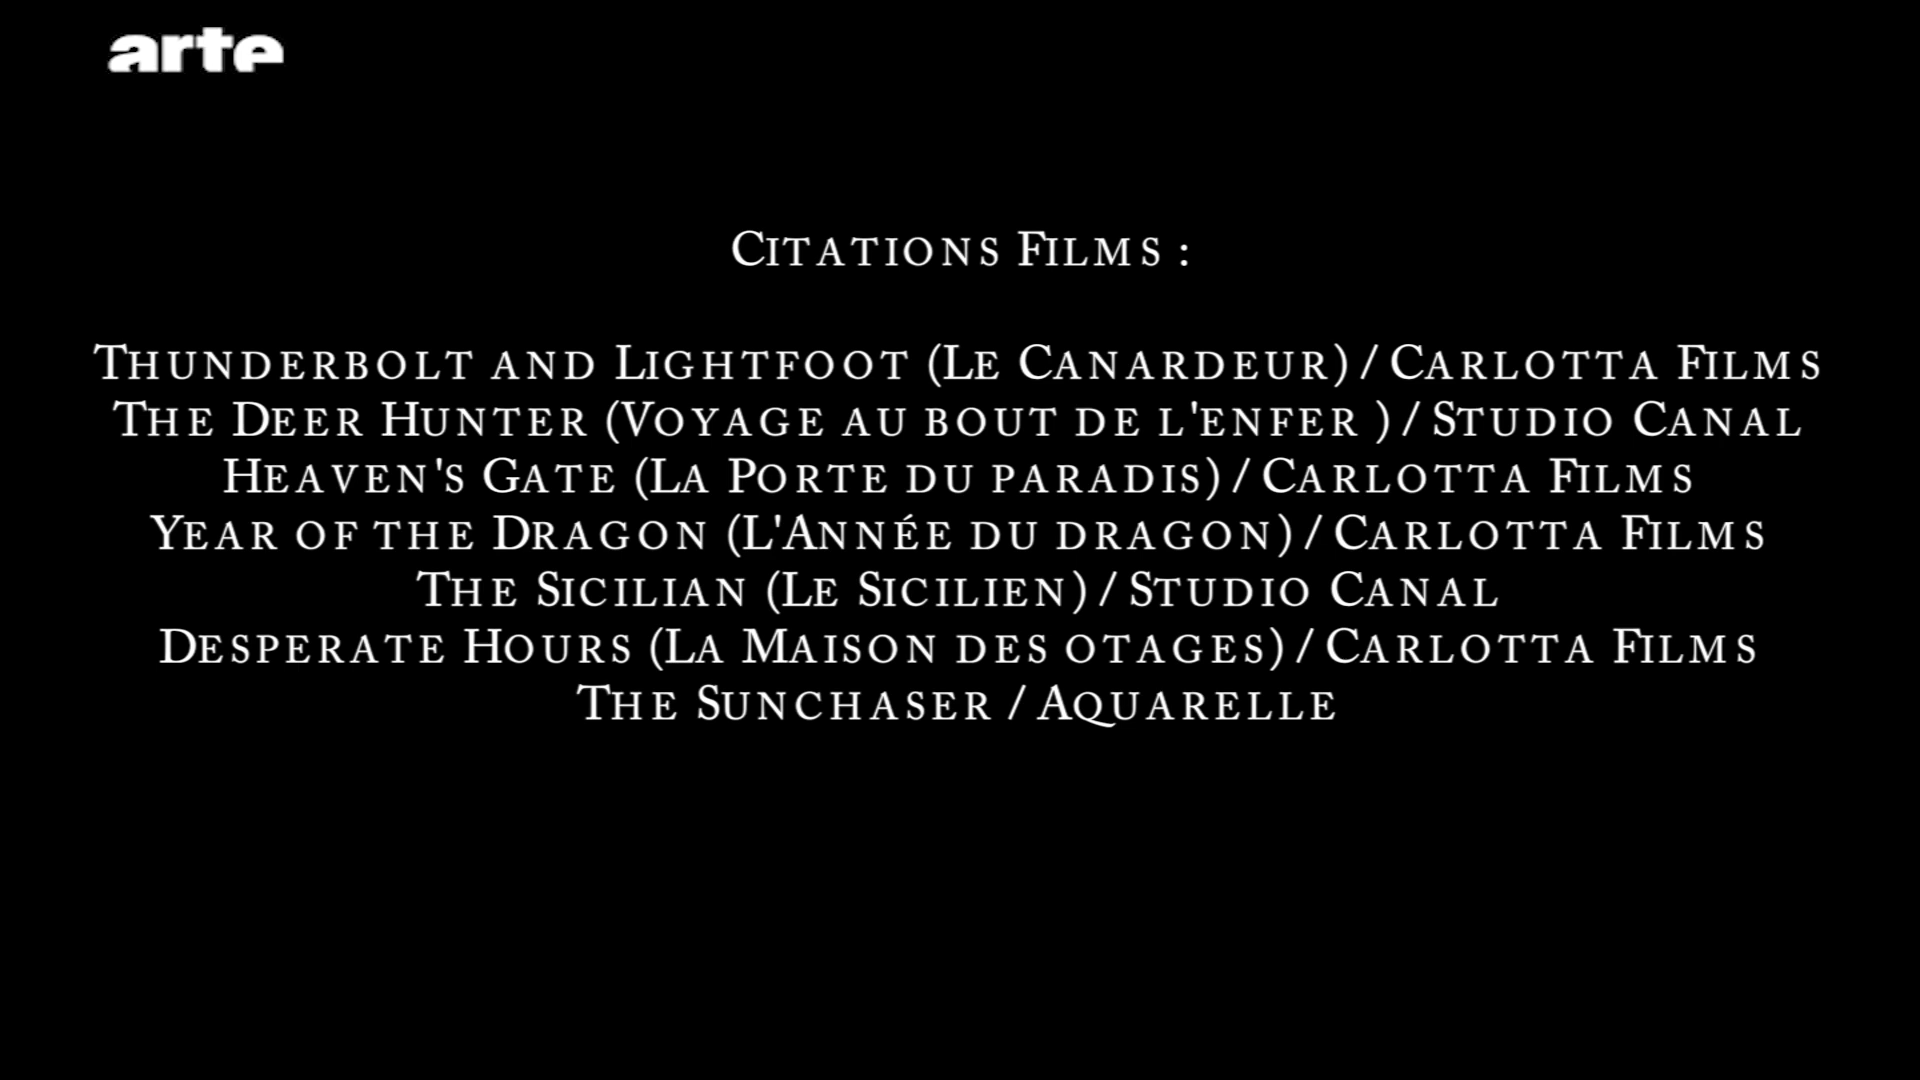 arte
Citations Films :
Thunderbolt and Lightfoot (Le Canardeur) / Carlotta Films
The Deer Hunter (Voyage au bout de l'enfer ) / Studio Canal
Heaven's Gate (La Porte du paradis) / Carlotta Films
Year of the Dragon (L'Année du dragon) / Carlotta Films
The Sicilian (Le Sicilien) / Studio Canal
Desperate Hours (La Maison des otages) / Carlotta Films
The Sunchaser / Aquarelle